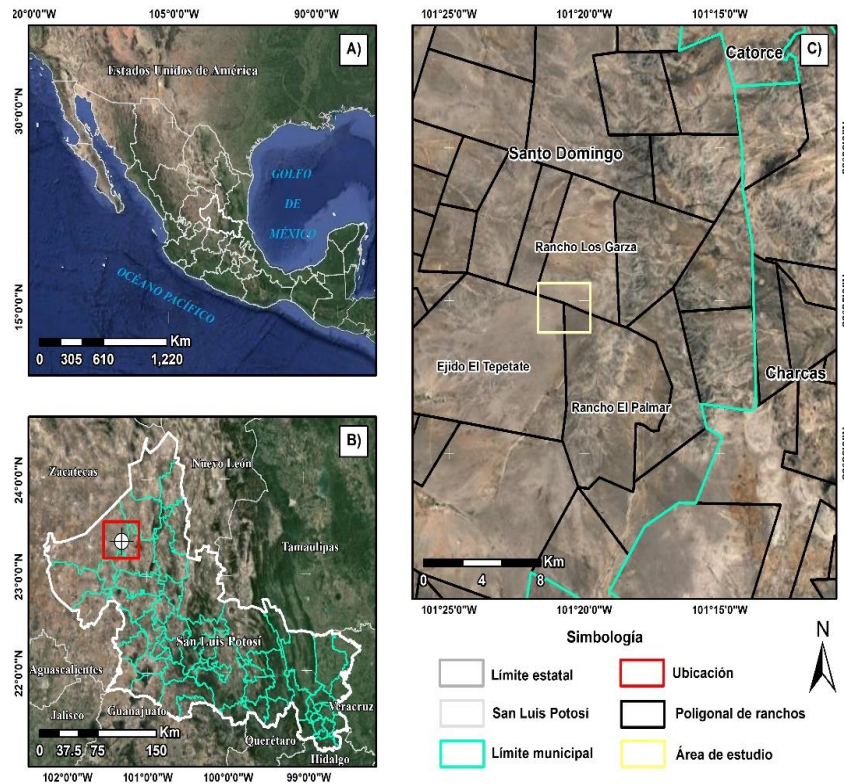 20°0'0"W
105°0'0"W
90°0'0"W
A)
Estados Unidos de América
30°0'0"N
GOLFO
DE
MÉXICO
OCÉANO PACÍFICO
15°0'0"N
Km
0 305 610 1,220
B)
Nuevo León
Zacatecas
24°0'0"N
Tamaulipas
23°0'0"N
San Luis Potosí
22°0'0"N
Aguascalientes
Veracruz
Jalisco
Guanajuato
Km
Querétaro
0 37.5 75 150
Hidalgo
102°0'0"W 101°0'0"W 100°0'0"W 99°0'0"W
101°25'0"W 101°20'0"W 101°15'0"W
Catorce
C)
Santo Domingo
Rancho Los Garza
Ejido El Tepetate
Charcas
Rancho El Palmar
Km
0 4 8
101°25'0"W 101°20'0"W 101°15'0"W
Simbología
N
Límite estatal
Ubicación
San Luis Potosí
Poligonal de ranchos
Límite municipal
Área de estudio